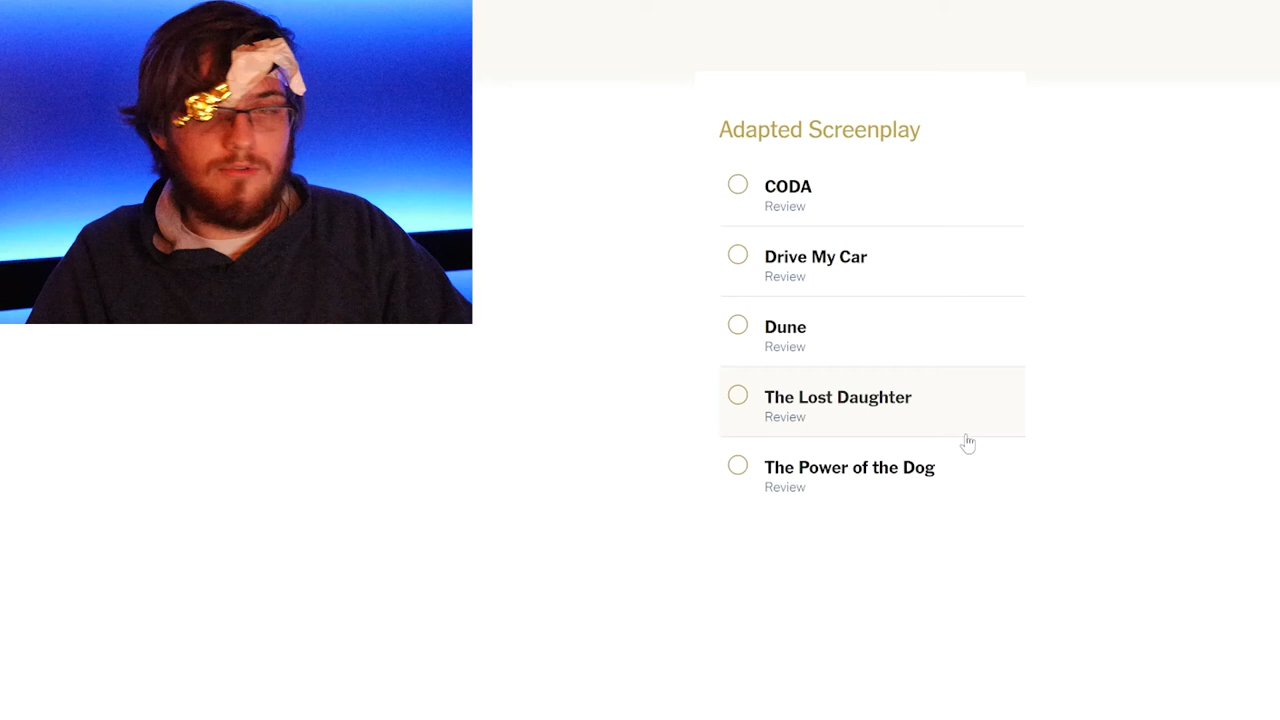 Adapted Screenplay
CODA
Review
Drive My Car
Review
Dune
Review
The Lost Daughter
Review
The Power of the Dog
Review